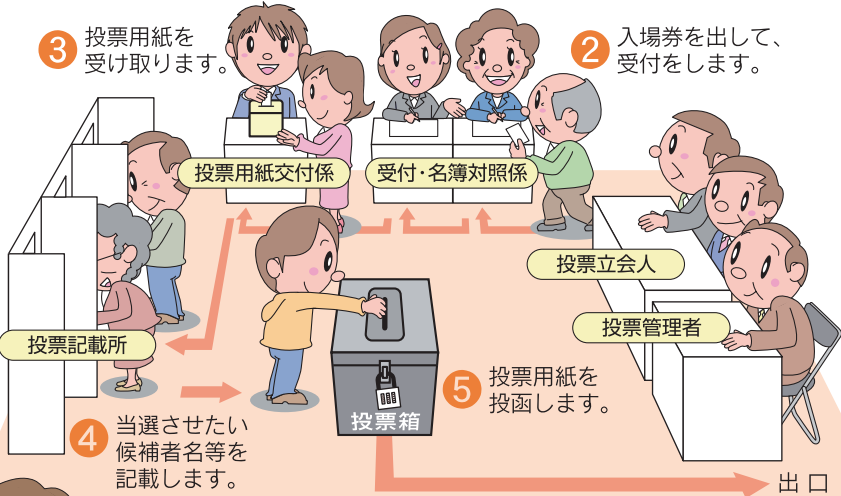 2
入場券を出して、
受付をします。
受付・名簿対照係
3
投票用紙を
受け取ります。
投票用紙交付係
4
当選させたい
候補者名等を
記載します。
投票記載所
5
投票用紙を
投函します。
投票箱
投票立会人
投票管理者
出口